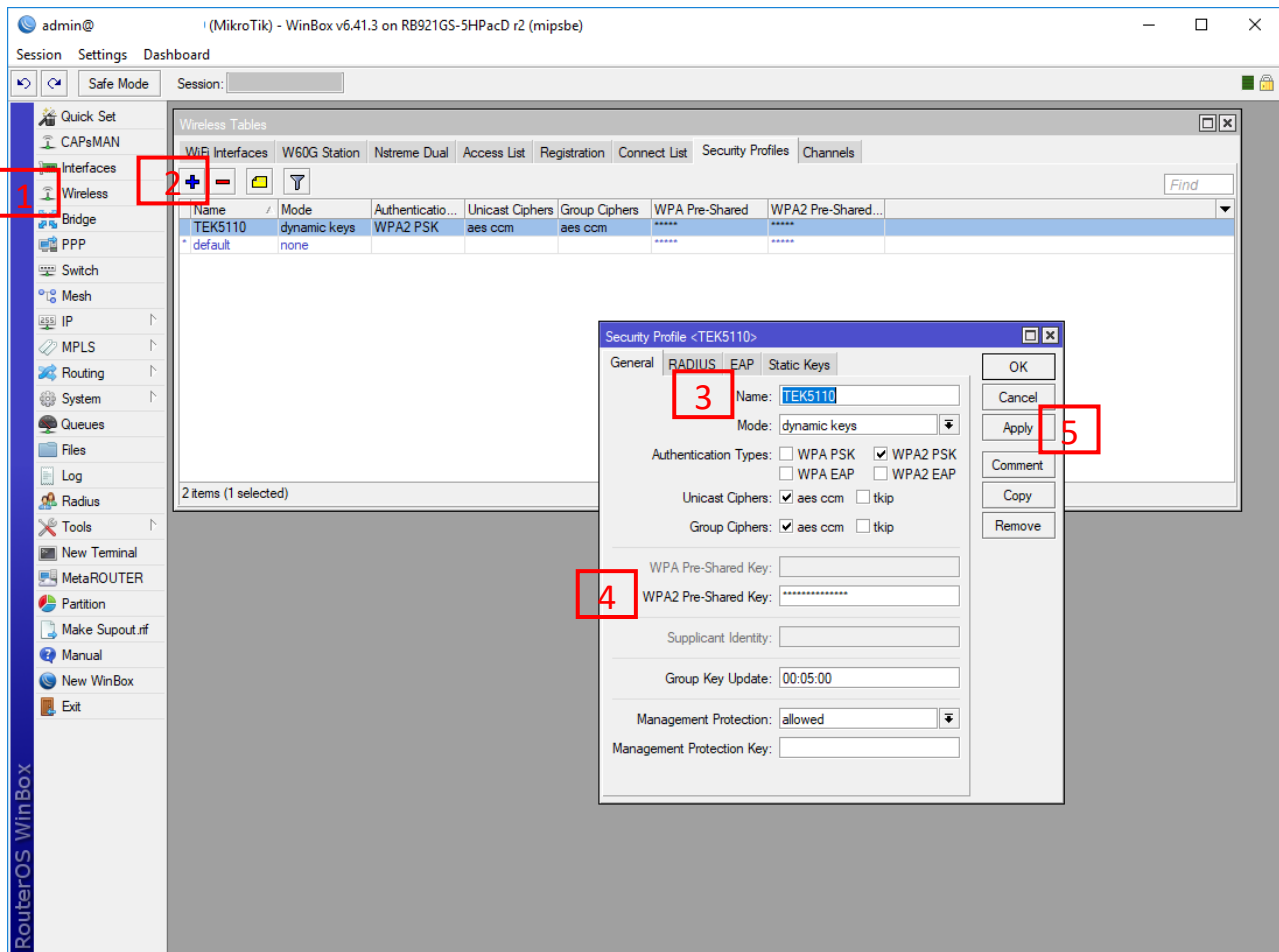 admin@ (MikroTik) - WinBox v6.41.3 on RB921GS-5HPacD r2 (mipsbe)
Session Settings Dashboard
Safe Mode Session:
Quick Set
CAPsMAN
Interfaces
Wireless
Bridge
PPP
Switch
Mesh
IP
MPLS
Routing
System
Queues
Files
Log
Radius
Tools
New Terminal
MetaROUTER
Partition
Make Supout.rif
Manual
New WinBox
Exit
RouterOS WinBox
1
2
Wireless Tables
WiFi Interfaces W60G Station Nstreme Dual Access List Registration Connect List Security Profiles Channels
Find
Name / Mode Authenticatio... Unicast Ciphers Group Ciphers WPA Pre-Shared WPA2 Pre-Shared...
TEK5110 dynamic keys WPA2 PSK aes ccm aes ccm ***** *****
* default none ***** *****
2 items (1 selected)
Security Profile <TEK5110>
General RADIUS EAP Static Keys
3
Name: TEK5110
Mode: dynamic keys
Authentication Types: WPA PSK WPA2 PSK
WPA EAP WPA2 EAP
Unicast Ciphers: aes ccm tkip
Group Ciphers: aes ccm tkip
WPA Pre-Shared Key:
4
WPA2 Pre-Shared Key: **************
Supplicant Identity:
Group Key Update: 00:05:00
Management Protection: allowed
Management Protection Key:
OK
Cancel
Apply
5
Comment
Copy
Remove